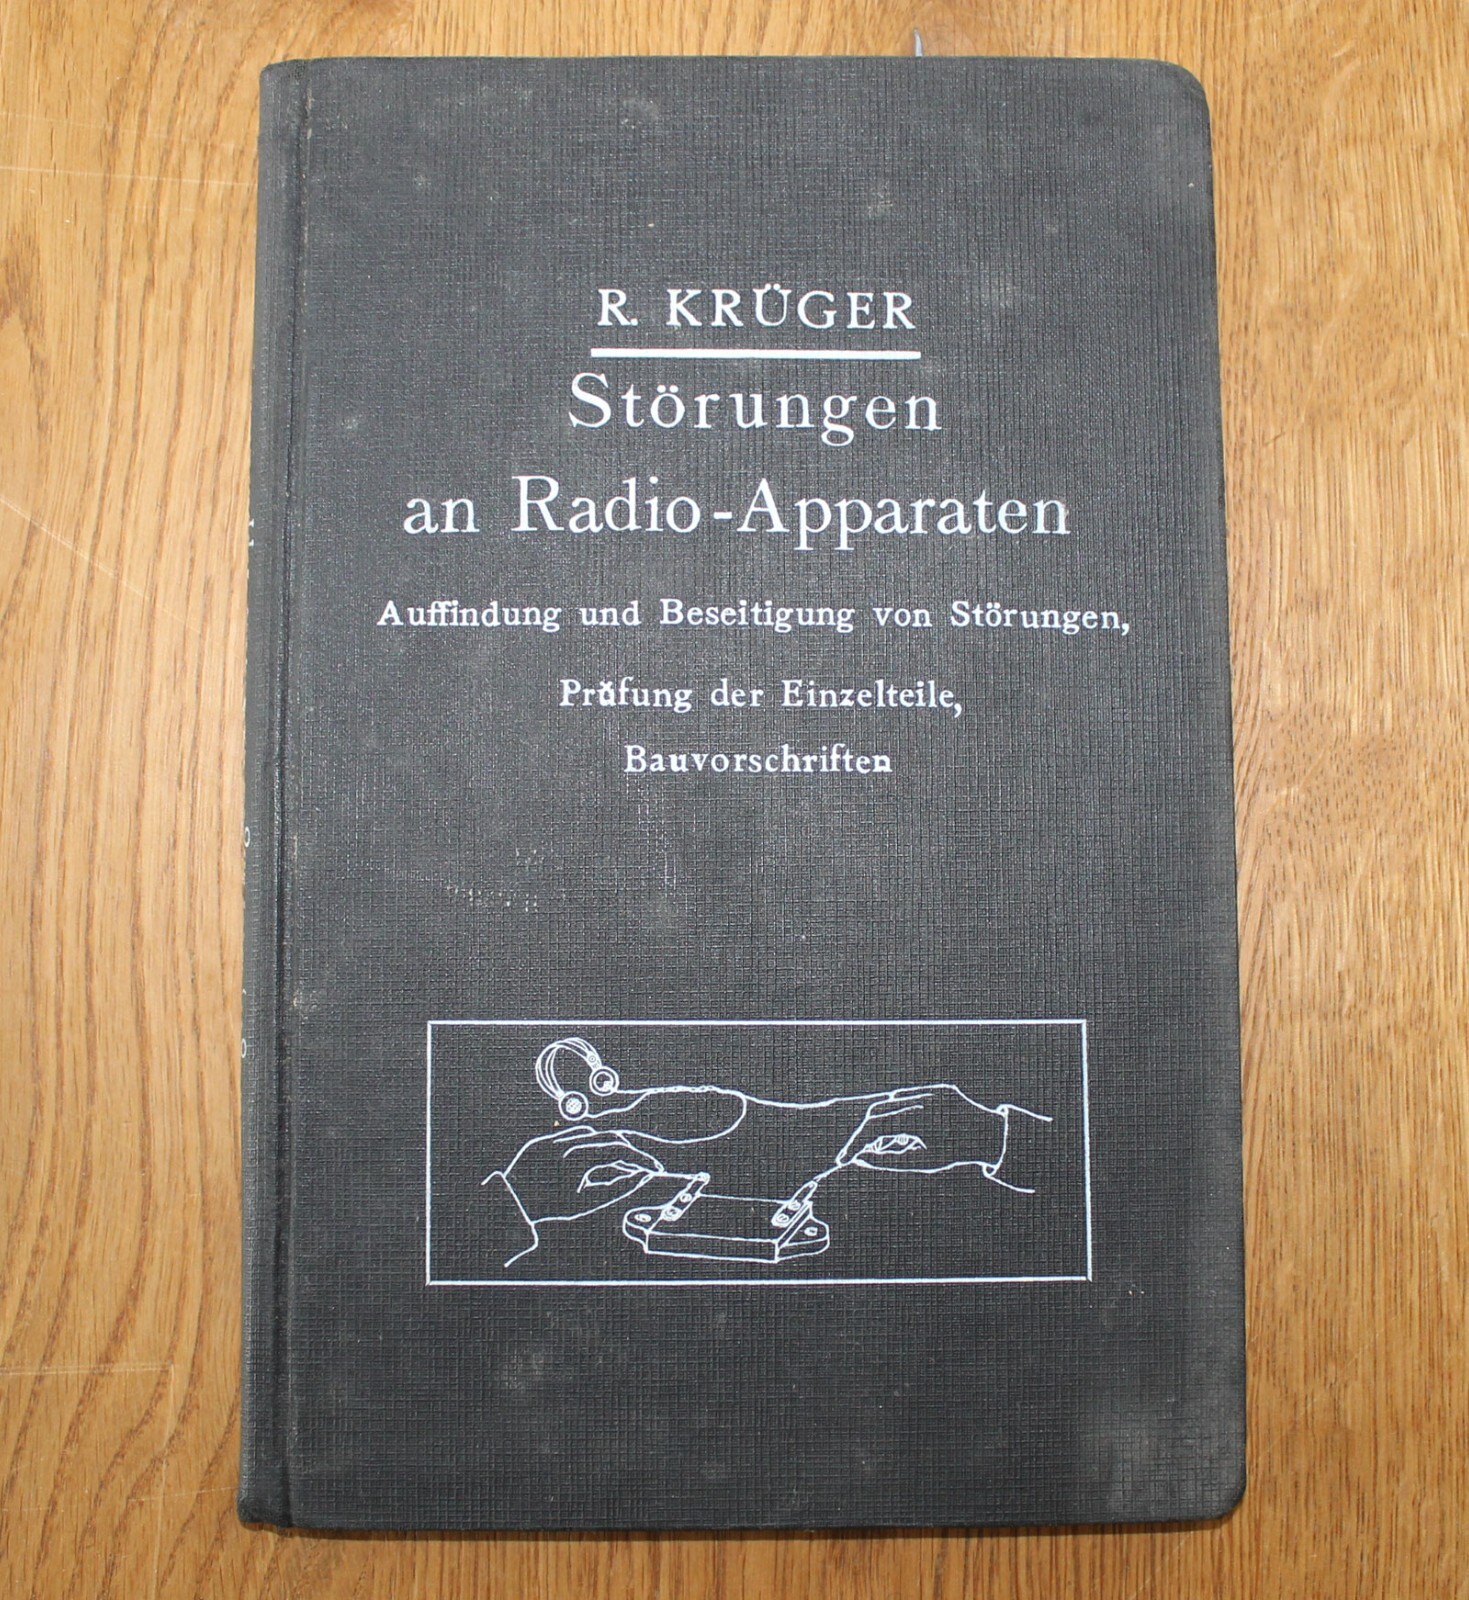 R. KRÜGER
Störungen
an Radio-Apparaten
Auffindung und Beseitigung von Störungen,
Prüfung der Einzelteile,
Bauvorschriften